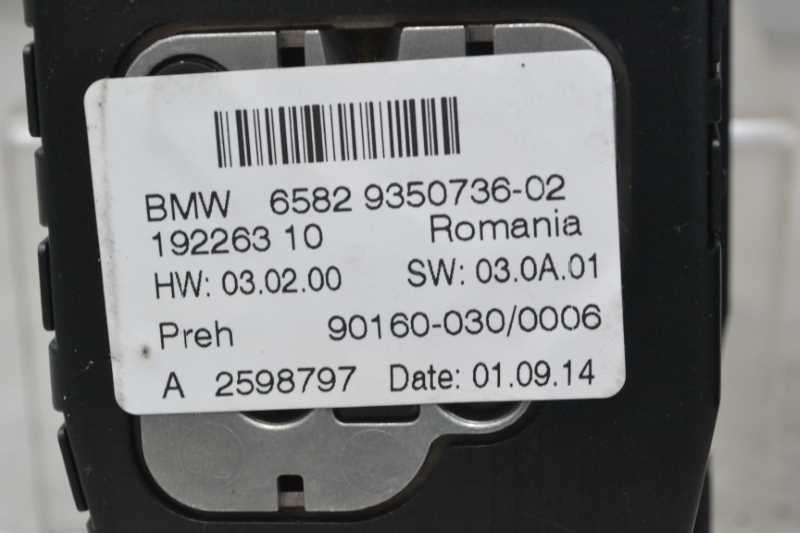 BMW 6582 9350736-02
192263 10 Romania
HW: 03.02.00 SW: 03.0A.01
Preh 90160-030/0006
A 2598797 Date: 01.09.14